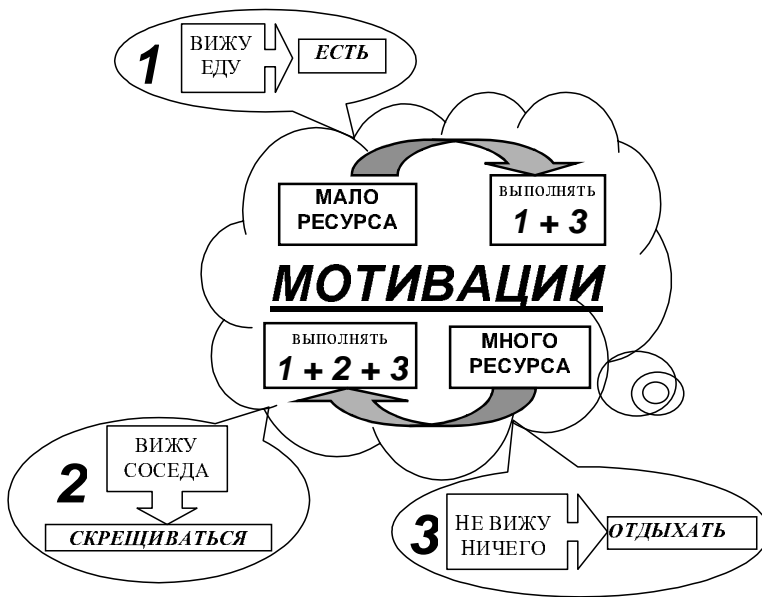 1
ВИЖУ
ЕДУ
ЕСТЬ
МАЛО
РЕСУРСА
ВЫПОЛНЯТЬ
1 + 3
МОТИВАЦИИ
ВЫПОЛНЯТЬ
1 + 2 + 3
МНОГО
РЕСУРСА
2
ВИЖУ
СОСЕДА
СКРЕЩИВАТЬСЯ
3
НЕ ВИЖУ
НИЧЕГО
ОТДЫХАТЬ